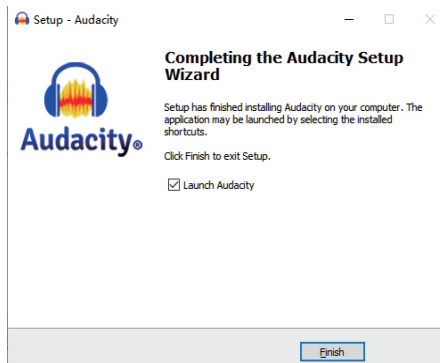 Setup - Audacity
Completing the Audacity Setup
Wizard
Setup has finished installing Audacity on your computer. The
application may be launched by selecting the installed
shortcuts.
Click Finish to exit Setup.
Launch Audacity
Audacity®
Finish